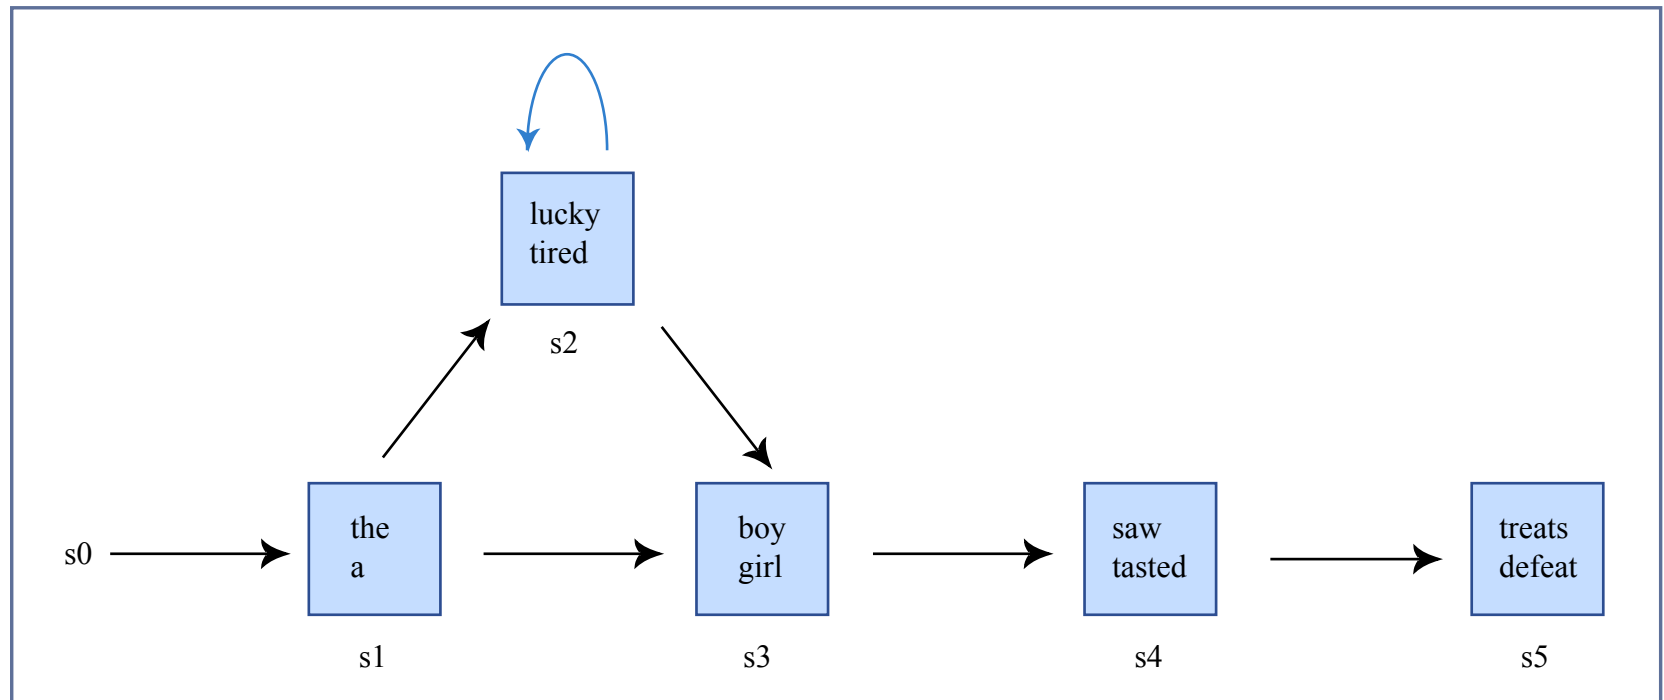 lucky
tired
s2
s0
the
a
s1
boy
girl
s3
saw
tasted
s4
treats
defeat
s5